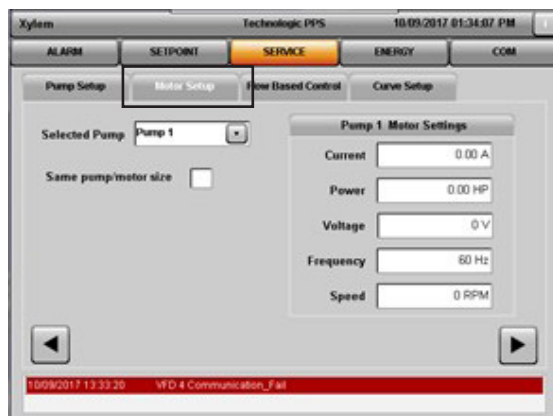 Xylem Technologic PPS 10/09/2017 01:34:07 PM
ALARM SETPOINT SERVICE ENERGY COM
Pump Setup Motor Setup Flow Based Control Curve Setup
Selected Pump Pump 1
Same pump/motor size
Pump 1 Motor Settings
Current 0.00 A
Power 0.00 HP
Voltage 0 V
Frequency 60 Hz
Speed 0 RPM
10/09/2017 13:33:20 VFD 4 Communication_Fail